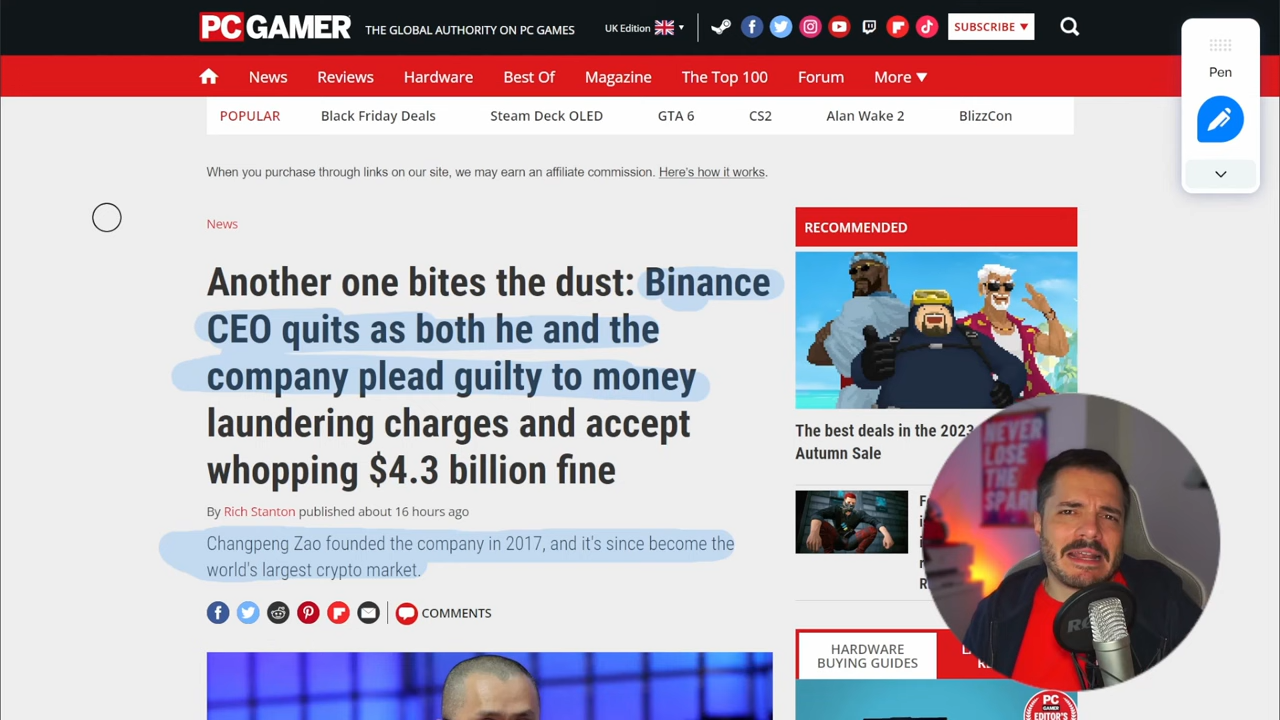 PC GAMER
THE GLOBAL AUTHORITY ON PC GAMES
UK Edition
SUBSCRIBE
Pen
News
Reviews
Hardware
Best Of
Magazine
The Top 100
Forum
More
POPULAR
Black Friday Deals
Steam Deck OLED
GTA 6
CS2
Alan Wake 2
BlizzCon
When you purchase through links on our site, we may earn an affiliate commission. Here's how it works.
News
Another one bites the dust: Binance
CEO quits as both he and the
company plead guilty to money
laundering charges and accept
whopping $4.3 billion fine
By Rich Stanton published about 16 hours ago
Changpeng Zao founded the company in 2017, and it's since become the
world's largest crypto market.
COMMENTS
RECOMMENDED
The best deals in the 2023
Autumn Sale
NEVER
LOSE
THE
HARDWARE
BUYING GUIDES
PC
GAMER
EDITOR'S